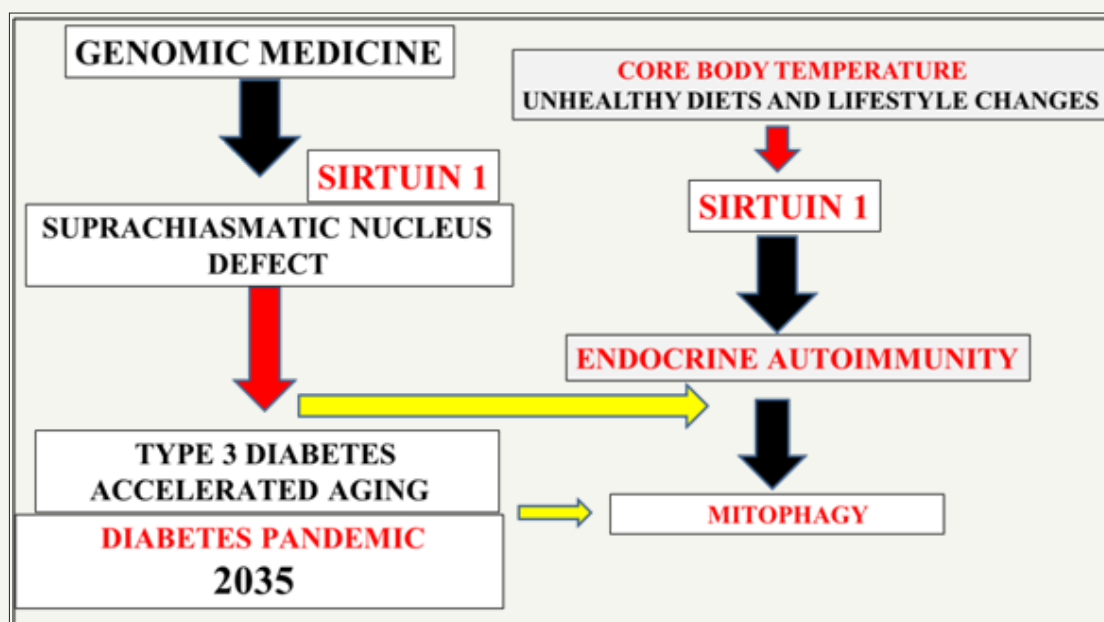 GENOMIC MEDICINE
SIRTUIN 1
SUPRACHIASMATIC NUCLEUS
DEFECT
TYPE 3 DIABETES
ACCELERATED AGING
DIABETES PANDEMIC
2035
CORE BODY TEMPERATURE
UNHEALTHY DIETS AND LIFESTYLE CHANGES
SIRTUIN 1
ENDOCRINE AUTOIMMUNITY
MITOPHAGY